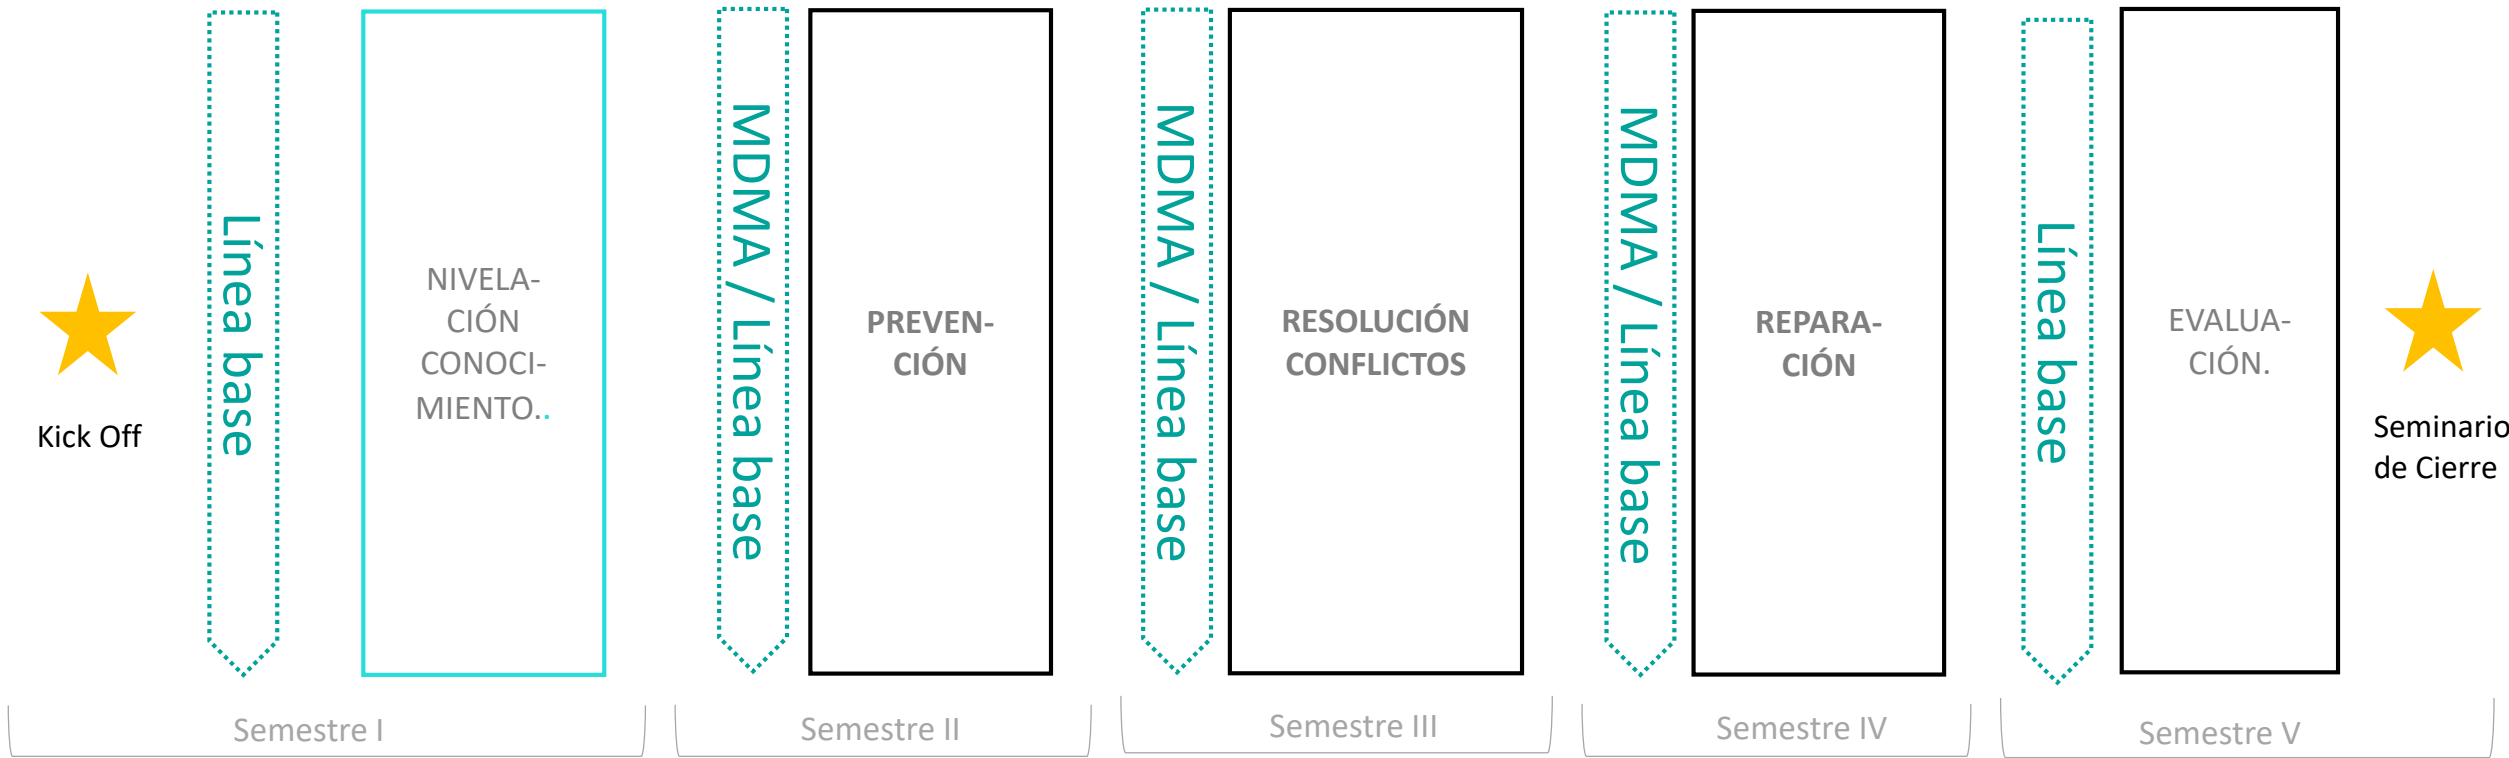 Kick Off
Línea base
NIVELA-
CIÓN
CONOCI-
MIENTO..
Semestre I
MDMA / Línea base
PREVEN-
CIÓN
Semestre II
MDMA / Línea base
RESOLUCIÓN
CONFLICTOS
Semestre III
MDMA / Línea base
REPARA-
CIÓN
Semestre IV
Línea base
EVALUA-
CIÓN.
Semestre V
Seminario
de Cierre